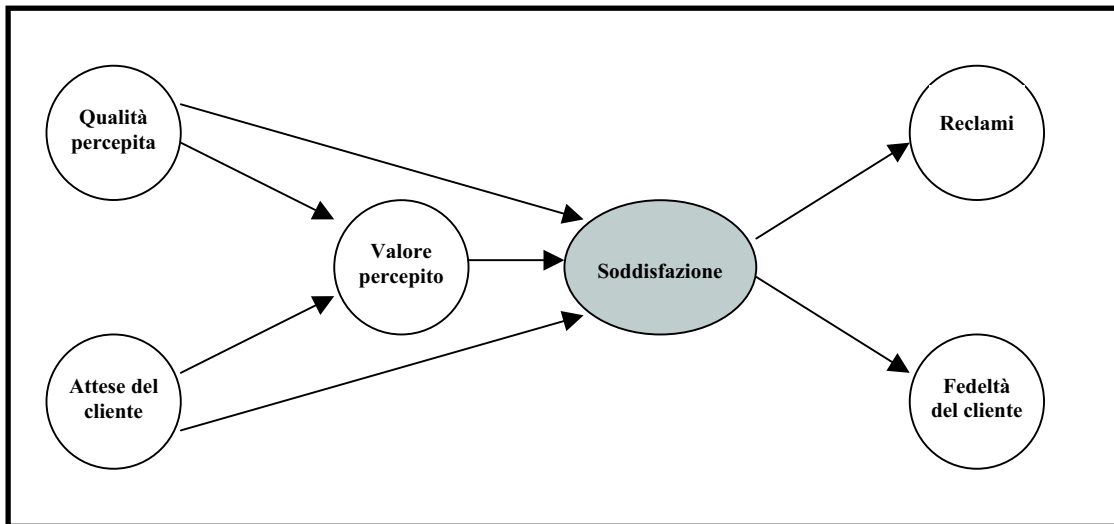 Qualità
percepita
Reclami
Valore
percepito
Soddisfazione
Attese del
cliente
Fedeltà
del cliente